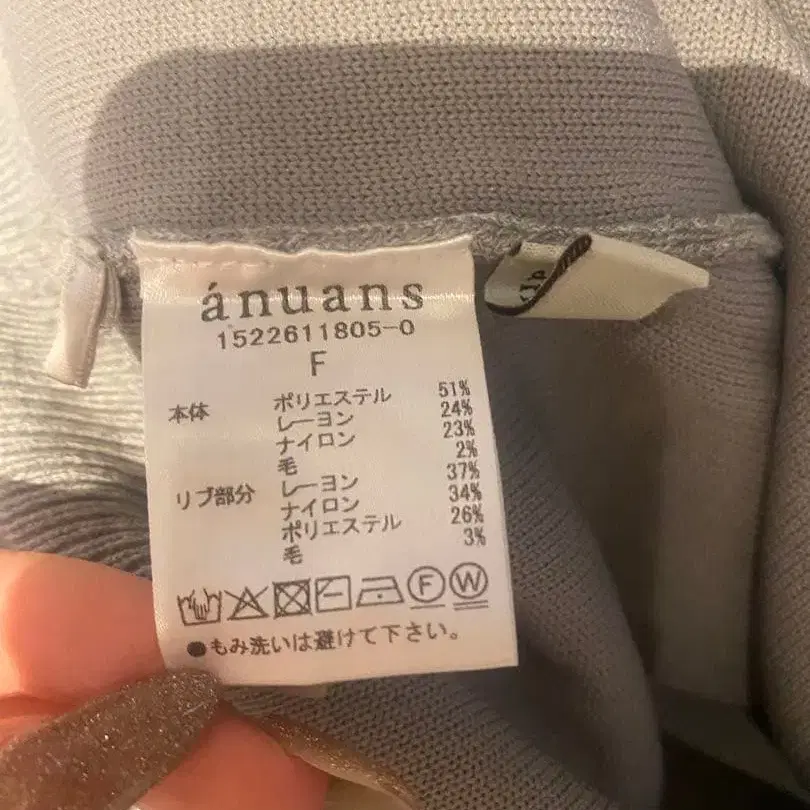 ánuans
1522611805-0
F
本体 ポリエステル 51%
レーヨン 24%
ナイロン 23%
毛 2%
リブ部分 レーヨン 37%
ナイロン 34%
ポリエステル 26%
毛 3%
F W
●もみ洗いは避けて下さい。